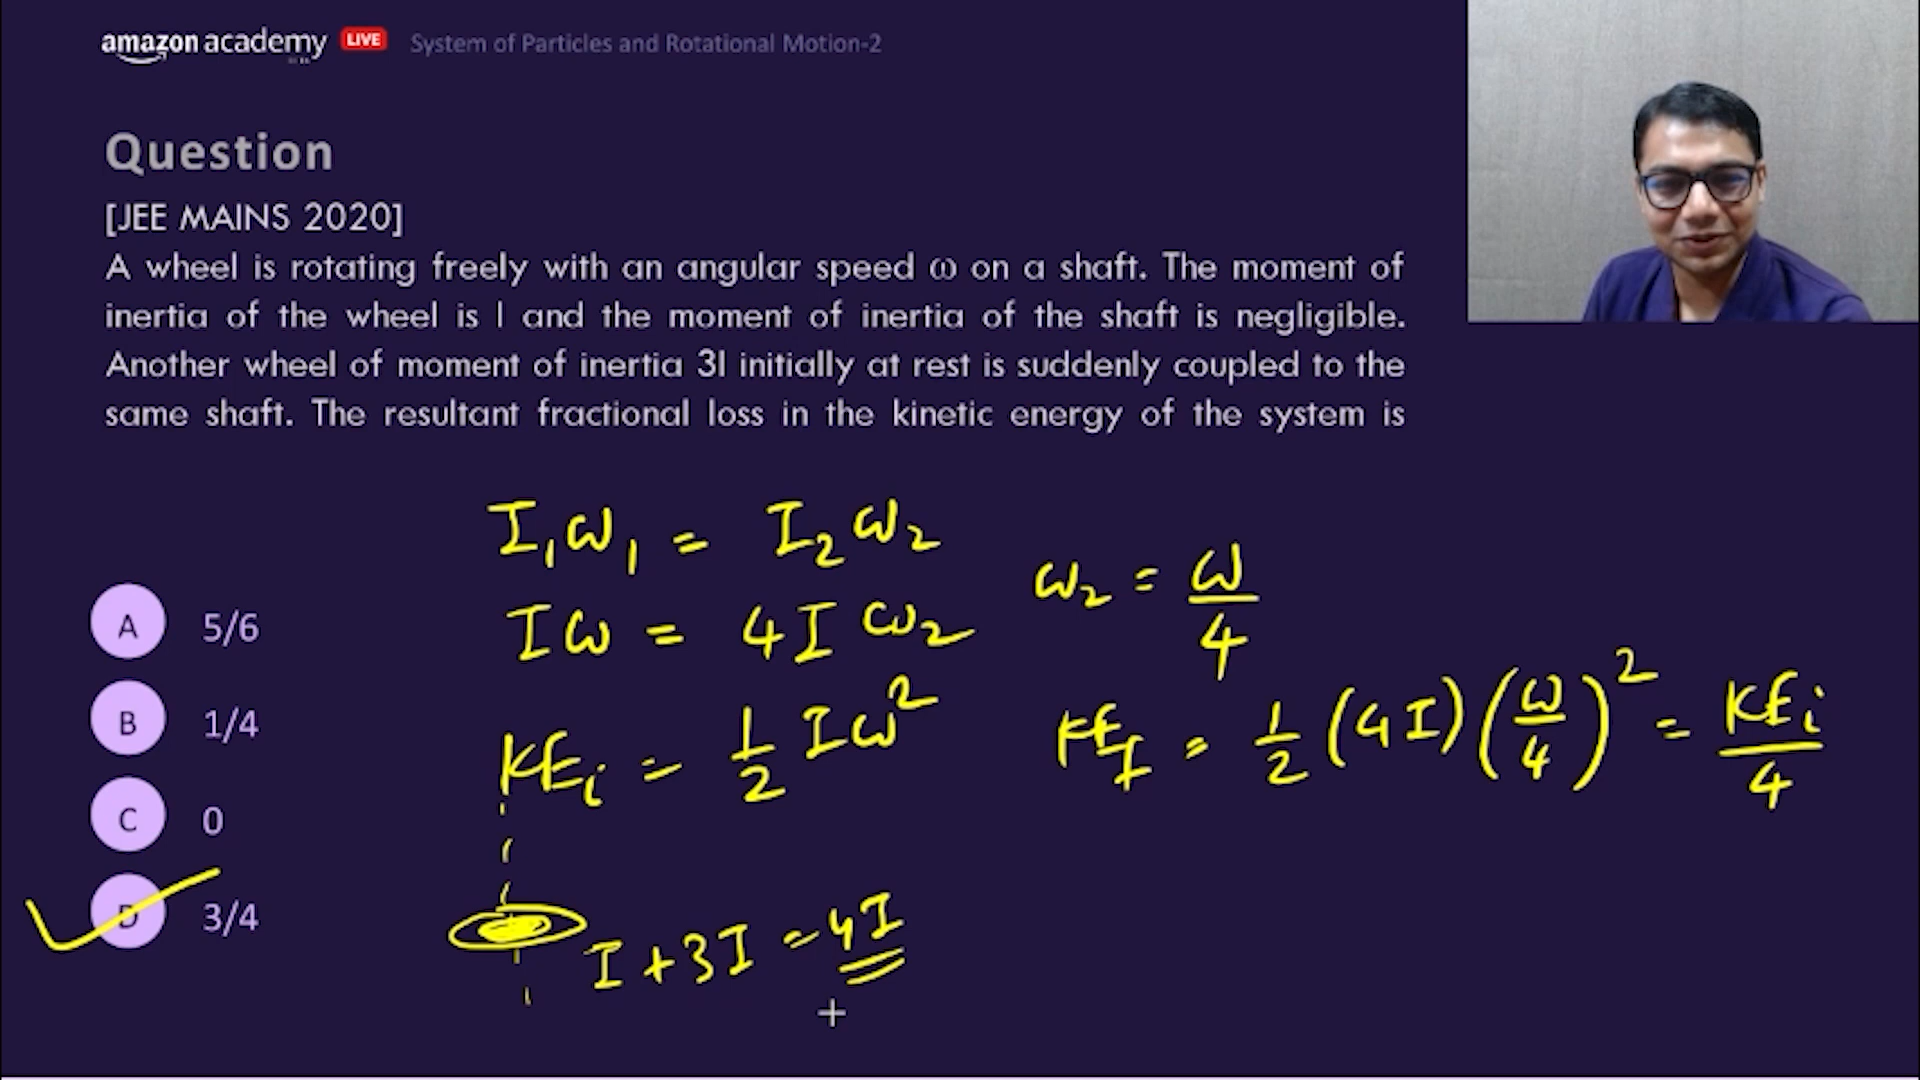 amazon academy LIVE System of Particles and Rotational Motion-2
Question
[JEE MAINS 2020]
A wheel is rotating freely with an angular speed ω on a shaft. The moment of
inertia of the wheel is I and the moment of inertia of the shaft is negligible.
Another wheel of moment of inertia 3I initially at rest is suddenly coupled to the
same shaft. The resultant fractional loss in the kinetic energy of the system is
I₁ω₁ = I₂ω₂
ω₂ = ω/4
Iω = 4Iω₂
KEᵢ = 1/2 Iω²
KE_f = 1/2 (4I) (ω/4)² = KEᵢ/4
I + 3I = 4I
A 5/6
B 1/4
C 0
D 3/4